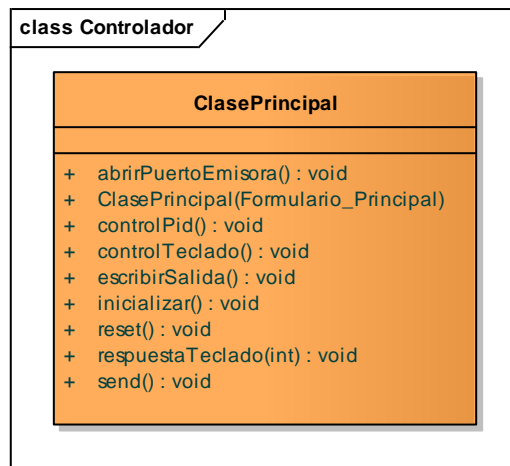 class Controlador
ClasePrincipal
+ abrirPuertoEmisora() : void
+ ClasePrincipal(Formulario_Principal)
+ controlPid() : void
+ controlTeclado() : void
+ escribirSalida() : void
+ inicializar() : void
+ reset() : void
+ respuestaTeclado(int) : void
+ send() : void